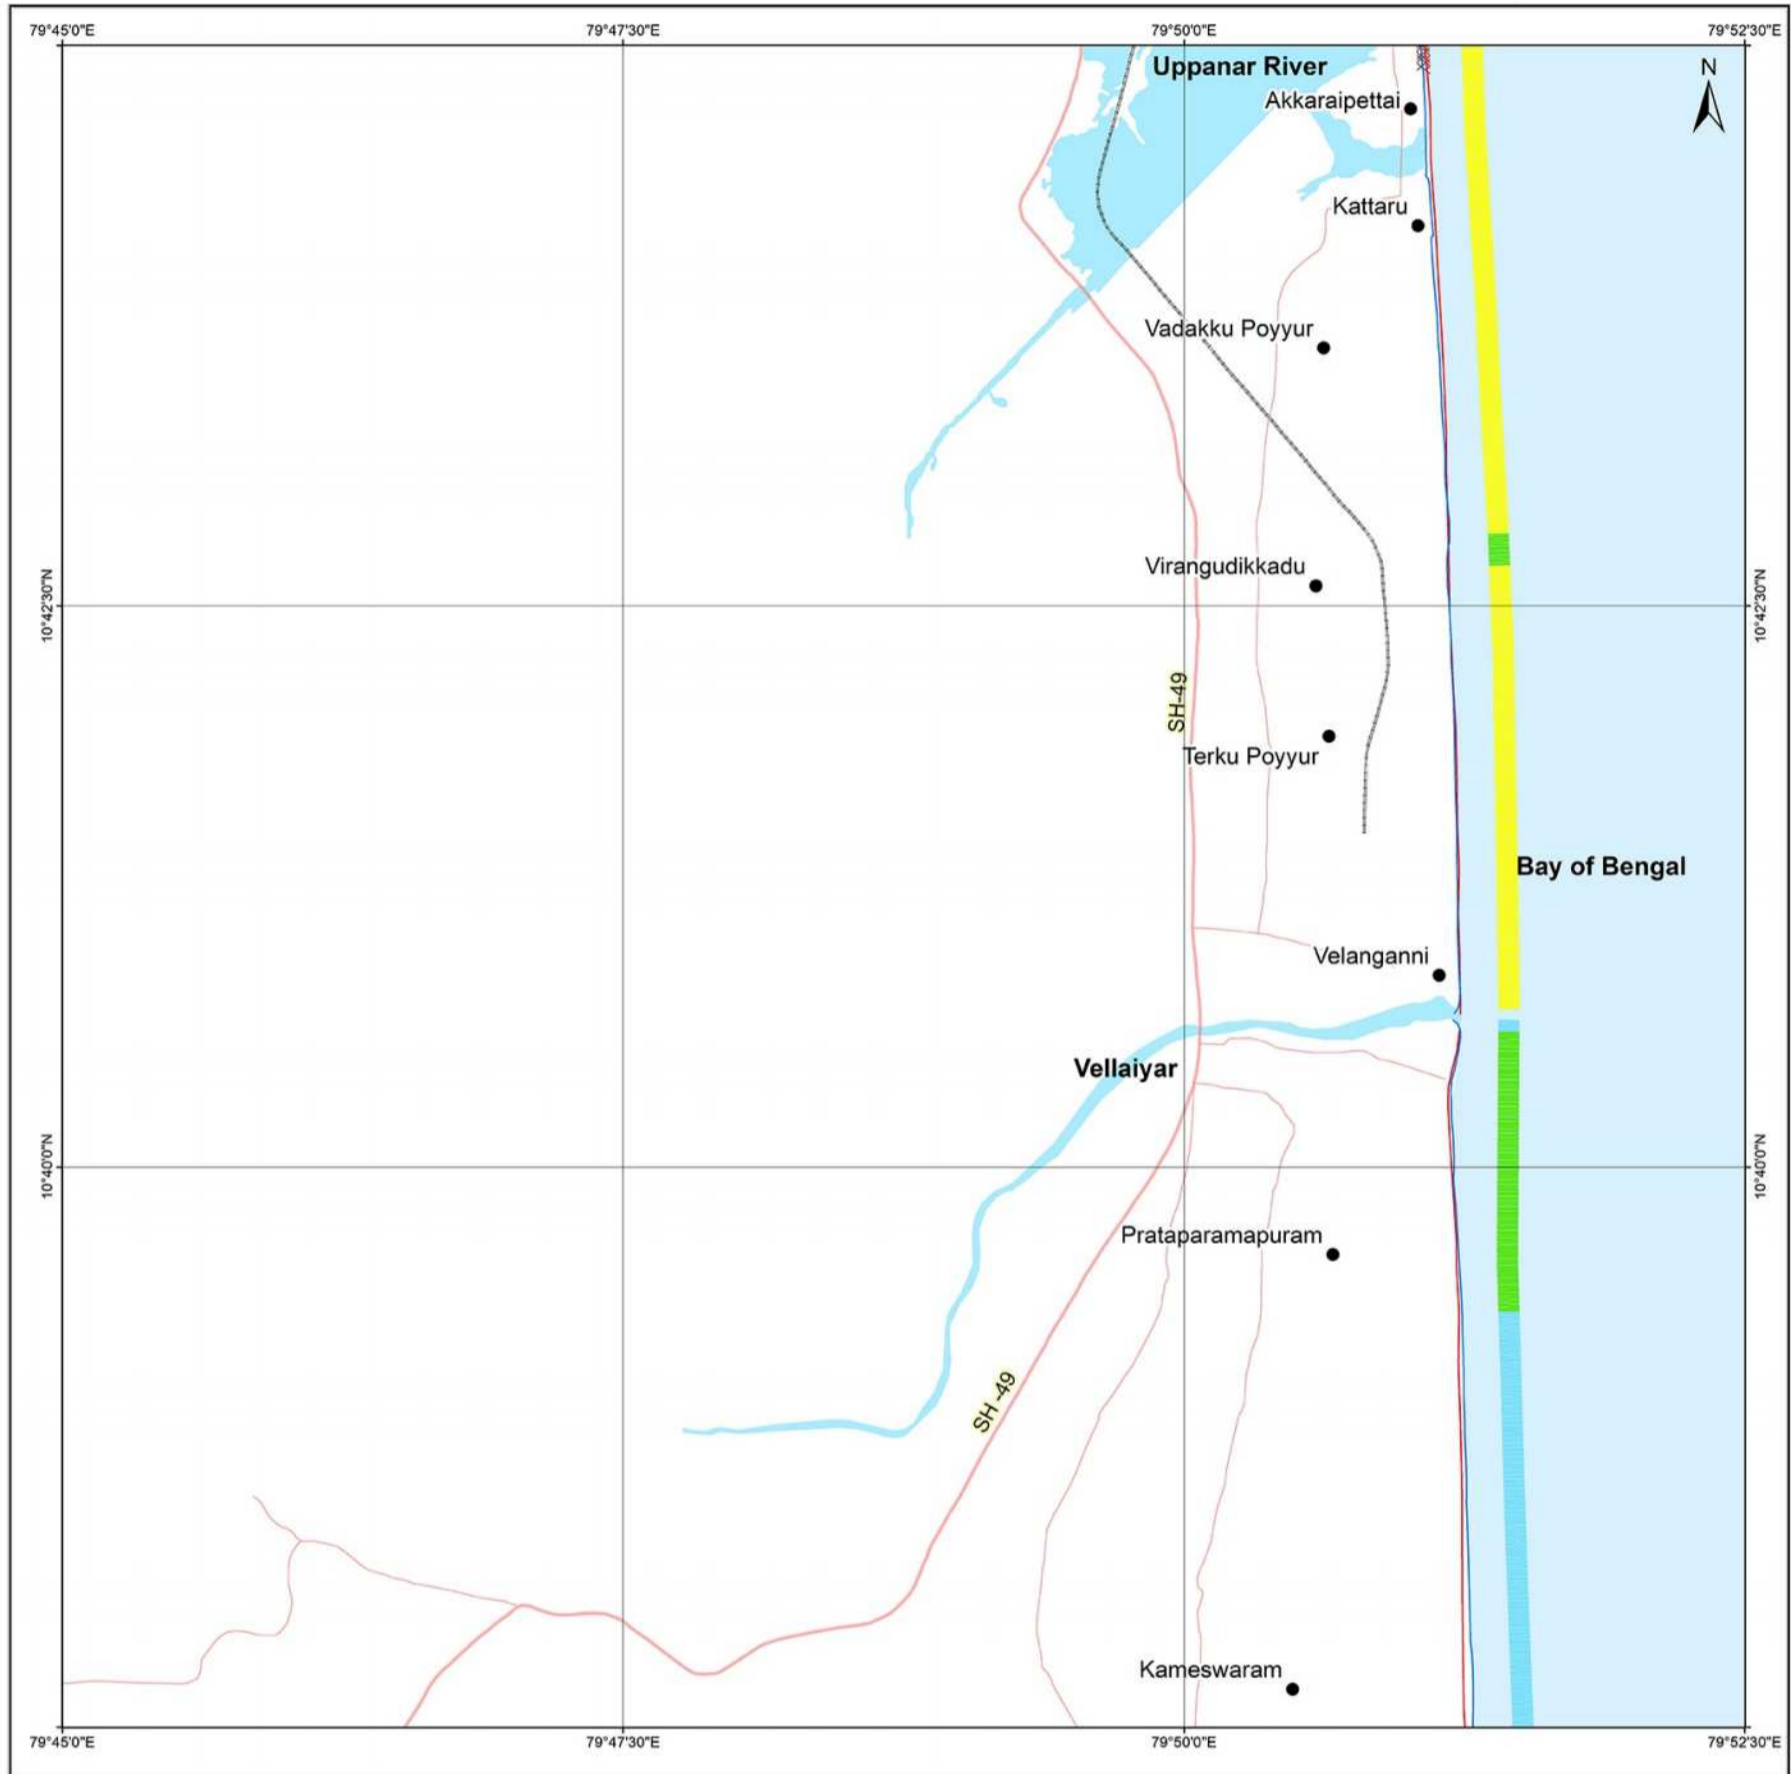 79°45'0"E
79°47'30"E
79°50'0"E
79°52'30"E
Uppanar River
N
Akkaraipettai
Kattaru
Vadakku Poyyur
Virangudikkadu
10°42'30"N
10°42'30"N
SH-49
Terku Poyyur
Bay of Bengal
Velanganni
Vellaiyar
10°40'0"N
10°40'0"N
Prataparamapuram
SH -49
Kameswaram
79°45'0"E
79°47'30"E
79°50'0"E
79°52'30"E